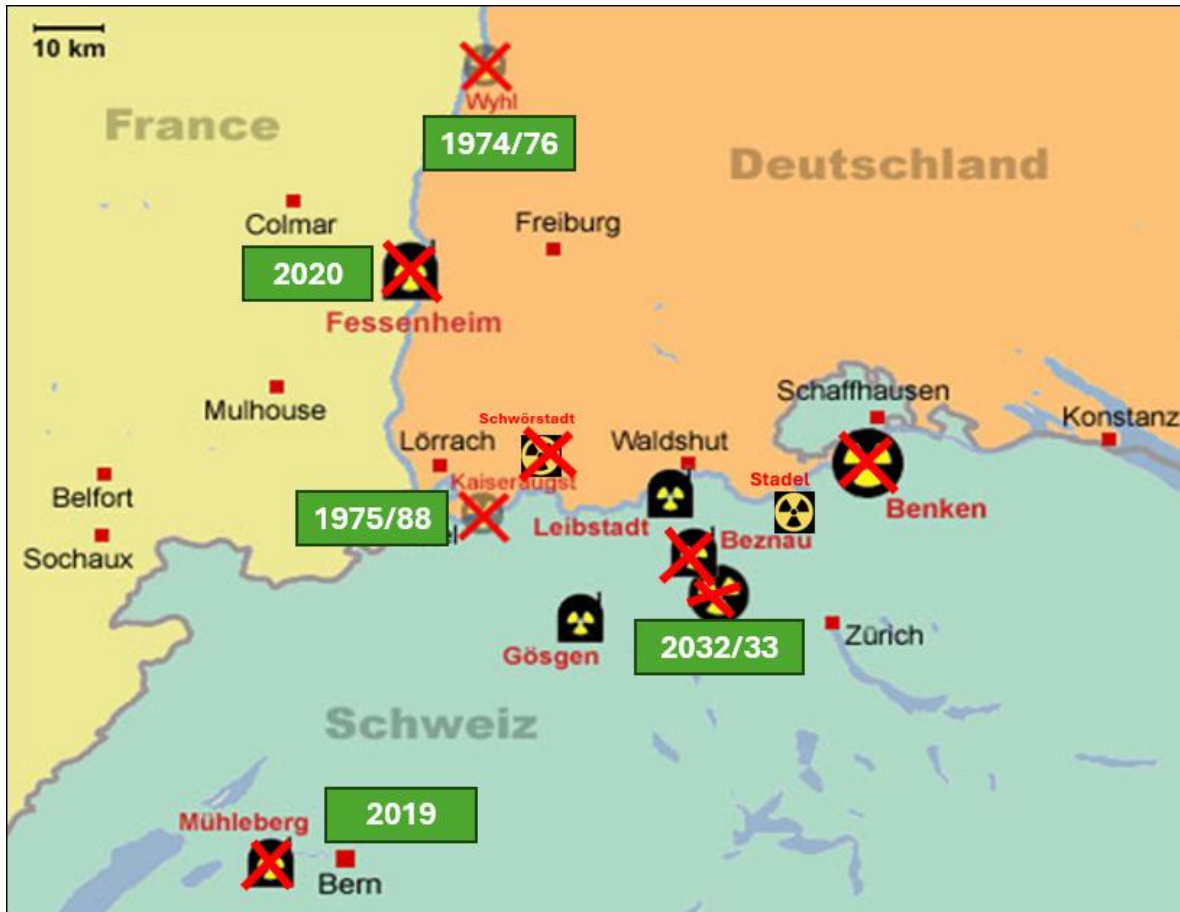 10 km
Wyhl
France
1974/76
Deutschland
Colmar
Freiburg
2020
Fessenheim
Schaffhausen
Mulhouse
Konstanz
Schwörstadt
Lörrach
Waldshut
Kaiseraugst
Stadel
Belfort
1975/88
el
Leibstadt
Benken
Beznau
Sochaux
Gösgen
2032/33
Zürich
Schweiz
2019
Mühleberg
Bern